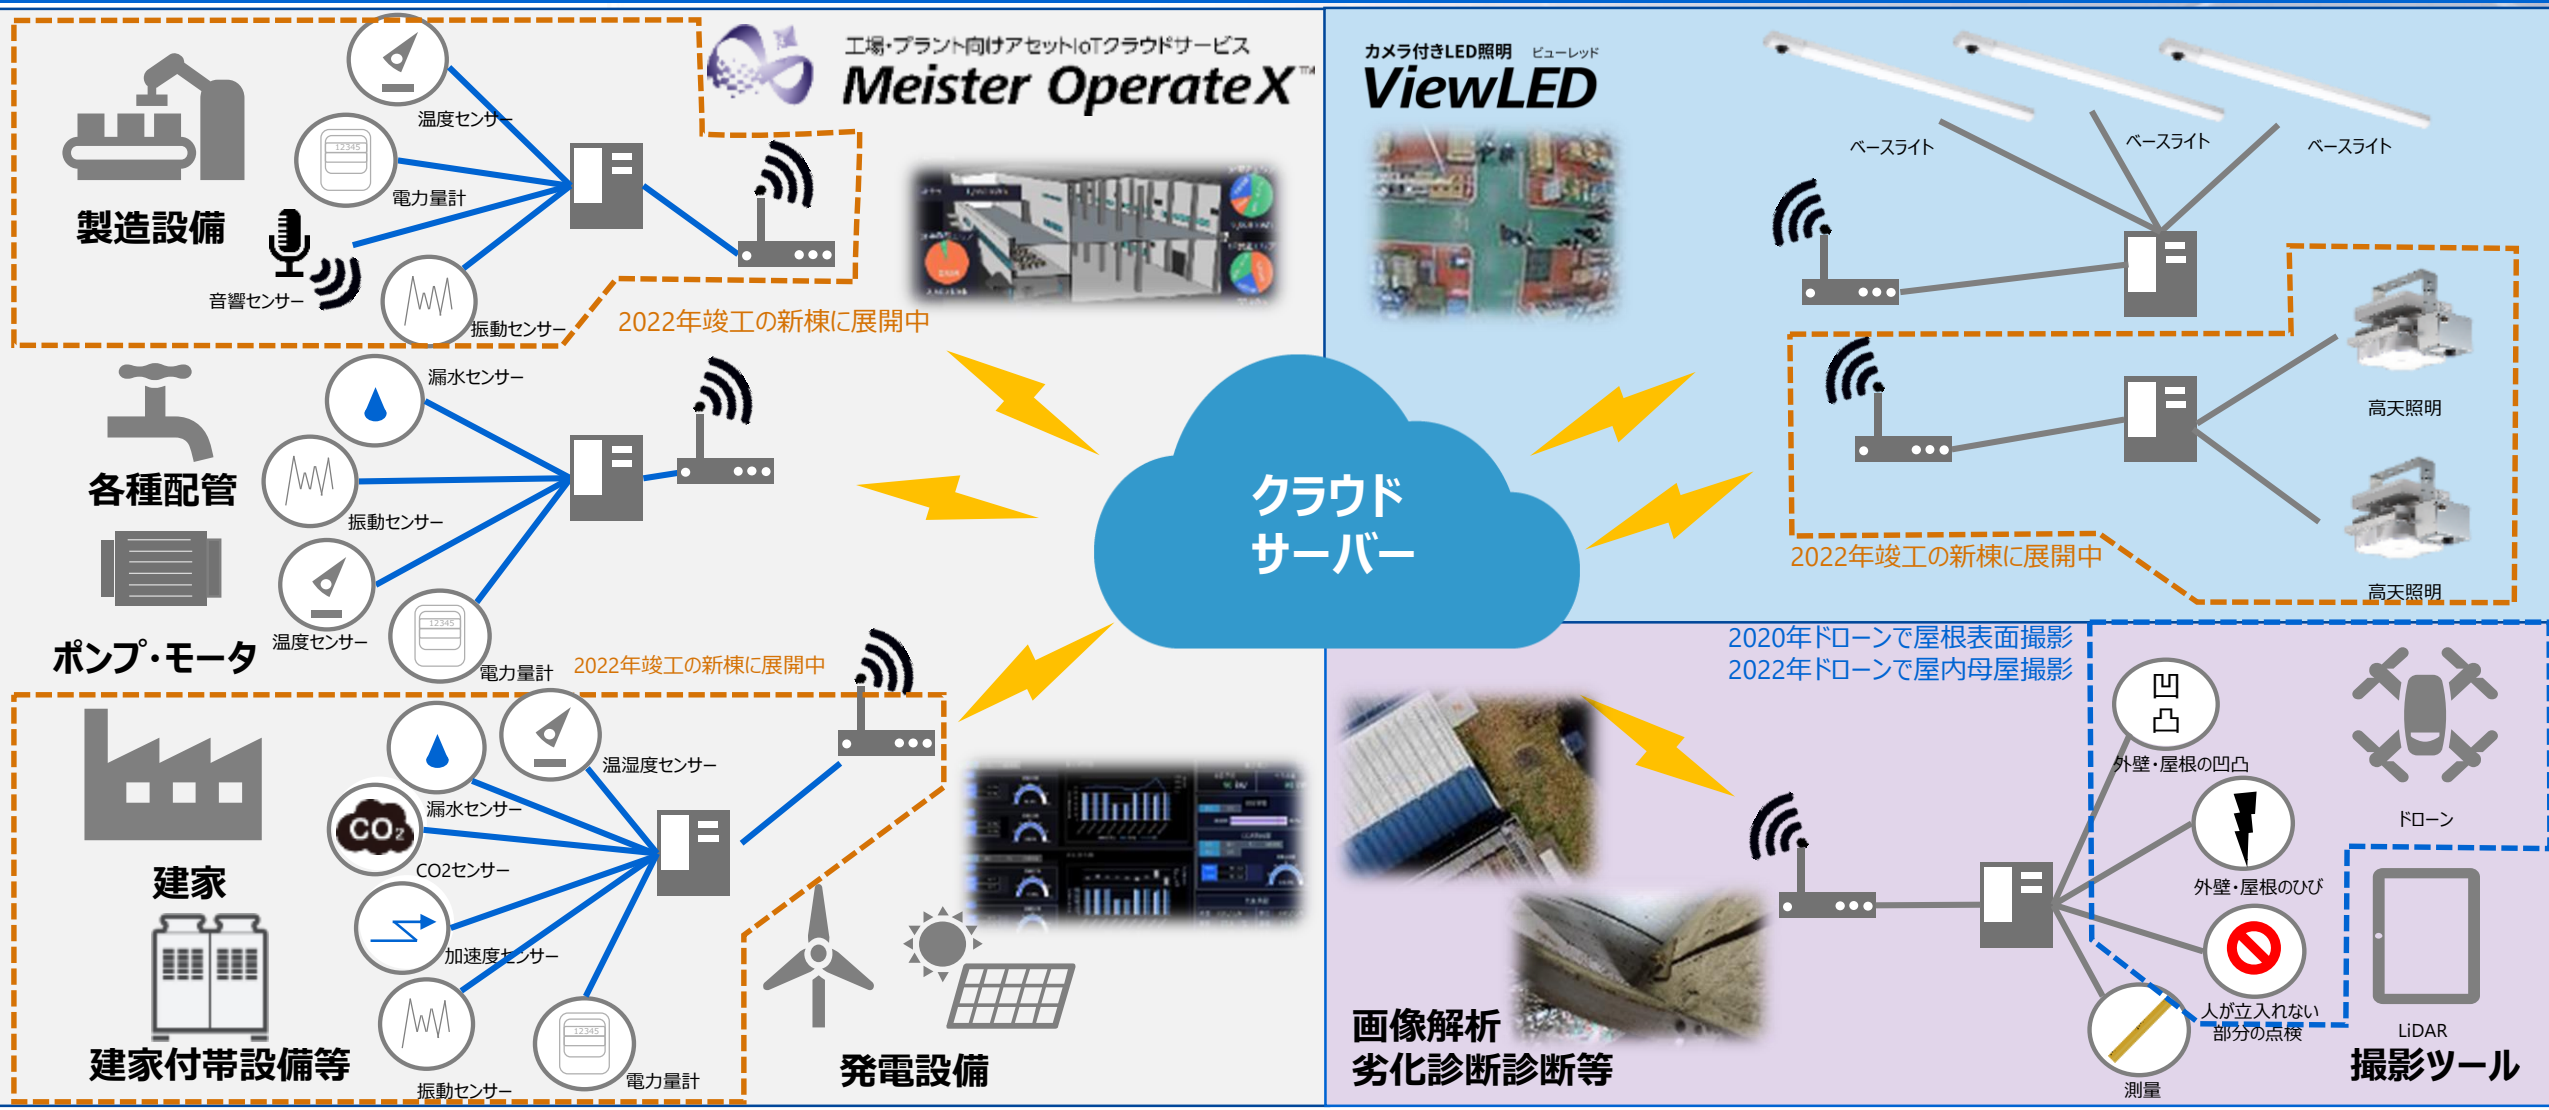 工場・プラント向けアセットIoTクラウドサービス
Meister OperateX™
温度センサー
12345
電力量計
製造設備
音響センサー
振動センサー
2022年竣工の新棟に展開中
漏水センサー
各種配管
振動センサー
ポンプ・モータ
温度センサー
12345
電力量計
2022年竣工の新棟に展開中
温湿度センサー
漏水センサー
CO2
CO2センサー
建家
加速度センサー
建家付帯設備等
振動センサー
12345
電力量計
発電設備
クラウド
サーバー
カメラ付きLED照明 ビューレッド
ViewLED
ベースライト
ベースライト
ベースライト
高天照明
高天照明
2022年竣工の新棟に展開中
2020年ドローンで屋根表面撮影
2022年ドローンで屋内母屋撮影
凹
凸
外壁・屋根の凹凸
ドローン
外壁・屋根のひび
人が立入れない
部分の点検
測量
LiDAR
撮影ツール
画像解析
劣化診断診断等